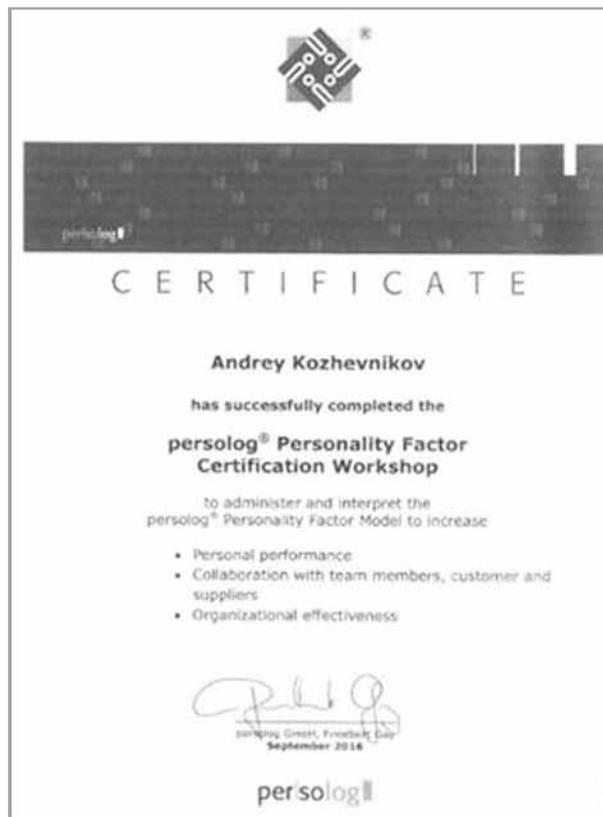 ®
persolog
CERTIFICATE
Andrey Kozhevnikov
has successfully completed the
persolog® Personality Factor
Certification Workshop
to administer and interpret the
persolog® Personality Factor Model to increase
• Personal performance
• Collaboration with team members, customer and
suppliers
• Organizational effectiveness
persolog GmbH, Friedbert Gay
September 2016
persolog